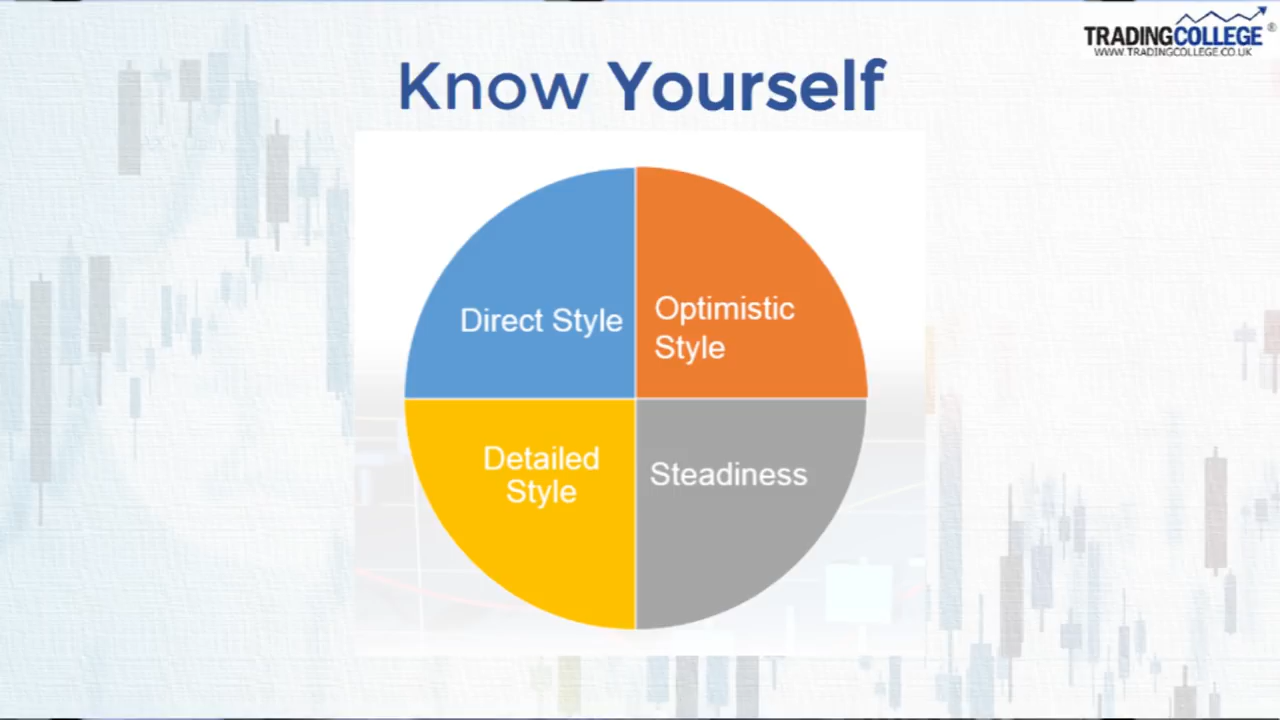 TRADINGCOLLEGE®
WWW.TRADINGCOLLEGE.CO.UK
Know Yourself
Direct Style
Optimistic
Style
Detailed
Style
Steadiness